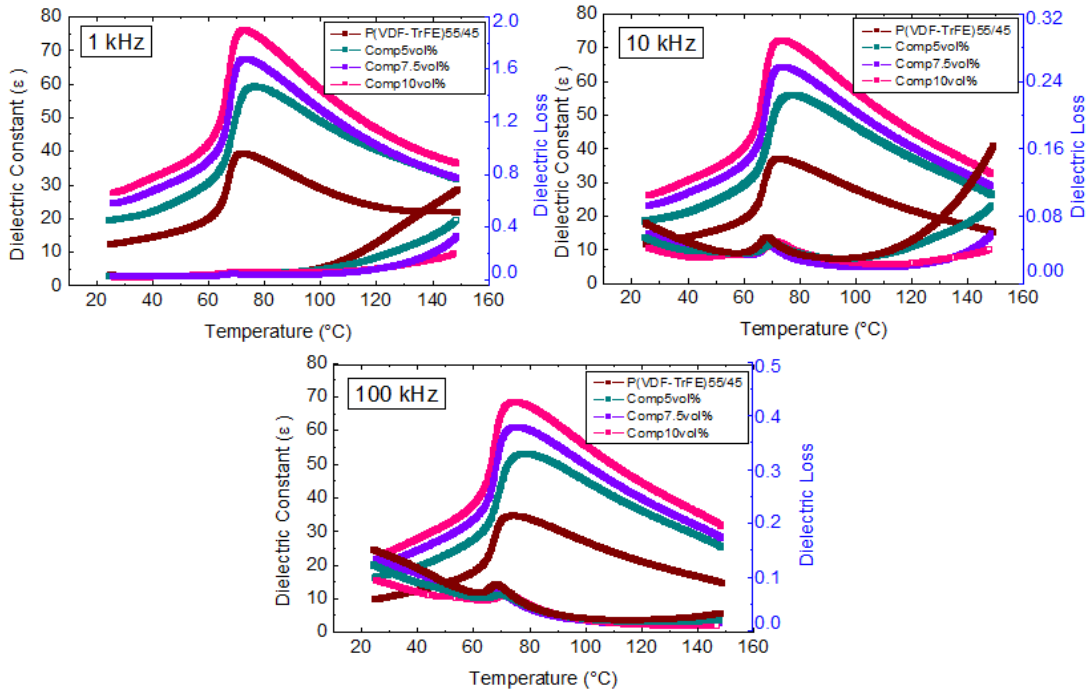 1 kHz
P(VDF-TrFE)55/45
Comp5vol%
Comp7.5vol%
Comp10vol%
80
70
60
50
40
30
20
10
0
2.0
1.6
1.2
0.8
0.4
0.0
20 40 60 80 100 120 140 160
Dielectric Constant (ε )
Dielectric Loss
Temperature (°C)
10 kHz
P(VDF-TrFE)55/45
Comp5vol%
Comp7.5vol%
Comp10vol%
80
70
60
50
40
30
20
10
0
0.32
0.24
0.16
0.08
0.00
20 40 60 80 100 120 140 160
Dielectric Constant (ε )
Dielectric Loss
Temperature (°C)
100 kHz
P(VDF-TrFE)55/45
Comp5vol%
Comp7.5vol%
Comp10vol%
80
70
60
50
40
30
20
10
0
0.5
0.4
0.3
0.2
0.1
0.0
20 40 60 80 100 120 140 160
Dielectric Constant (ε )
Dielectric Loss
Temperature (°C)